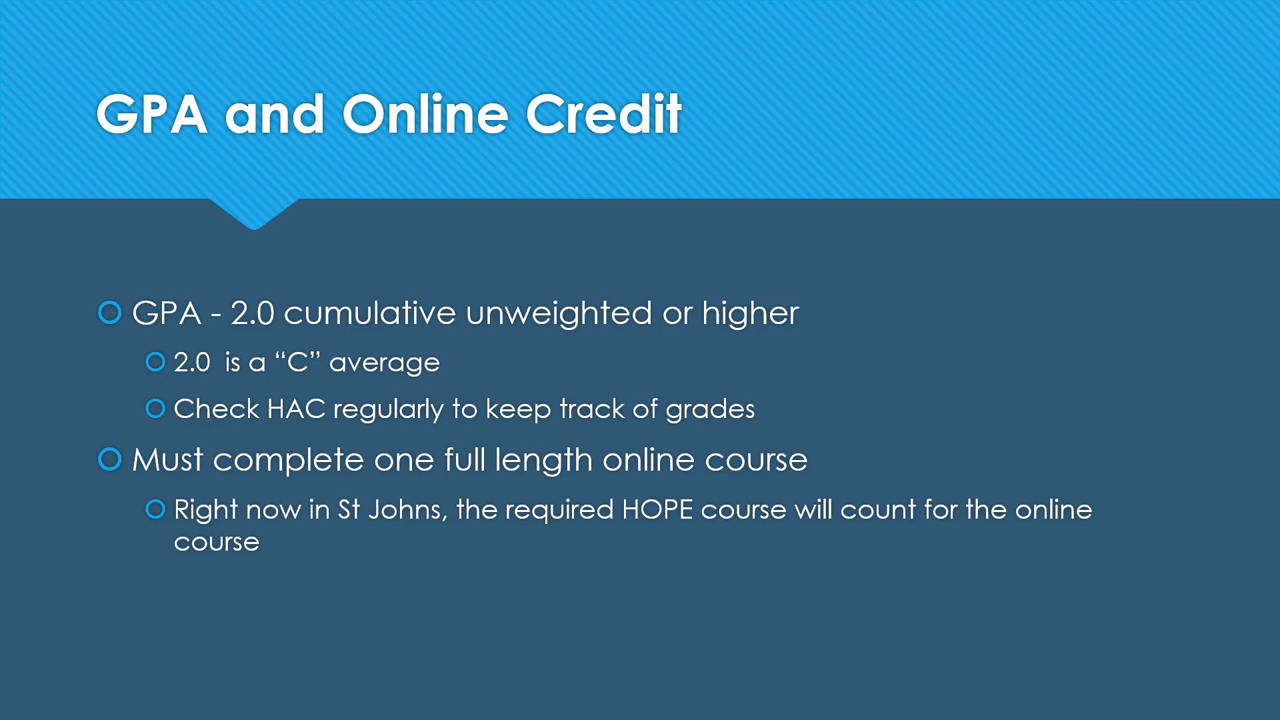 GPA and Online Credit
GPA - 2.0 cumulative unweighted or higher
2.0  is a “C” average
Check HAC regularly to keep track of grades
Must complete one full length online course
Right now in St Johns, the required HOPE course will count for the online
course